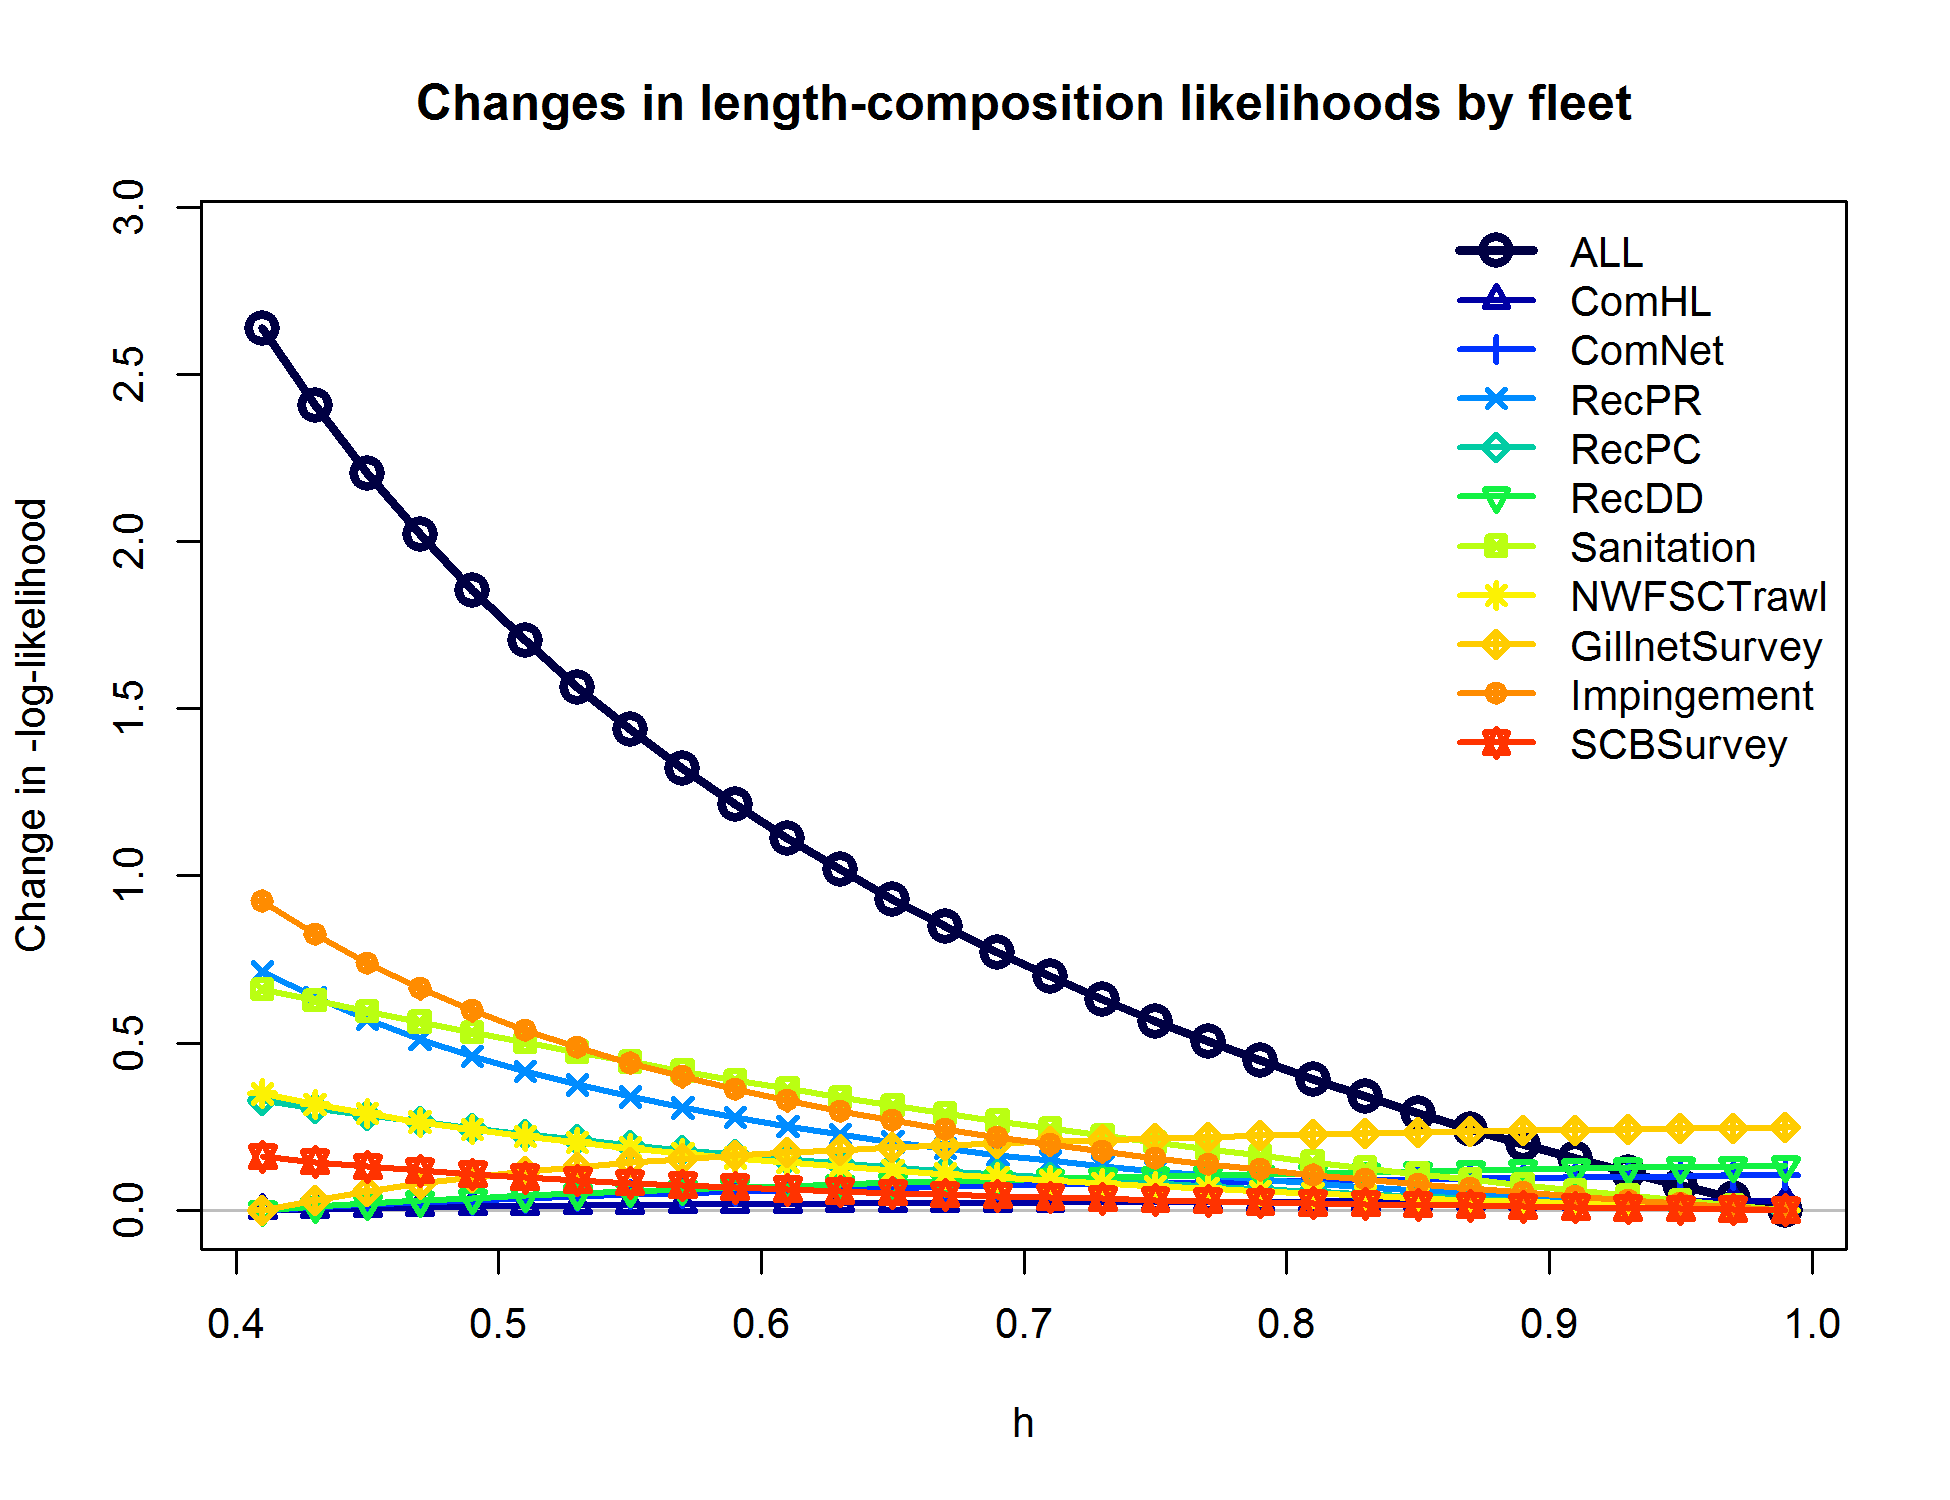 Changes in length-composition likelihoods by fleet
Change in -log-likelihood
3.0
2.5
2.0
1.5
1.0
0.5
0.0
ALL
ComHL
ComNet
RecPR
RecPC
RecDD
Sanitation
NWFSCTrawl
GillnetSurvey
Impingement
SCBSurvey
0.4 0.5 0.6 0.7 0.8 0.9 1.0
h